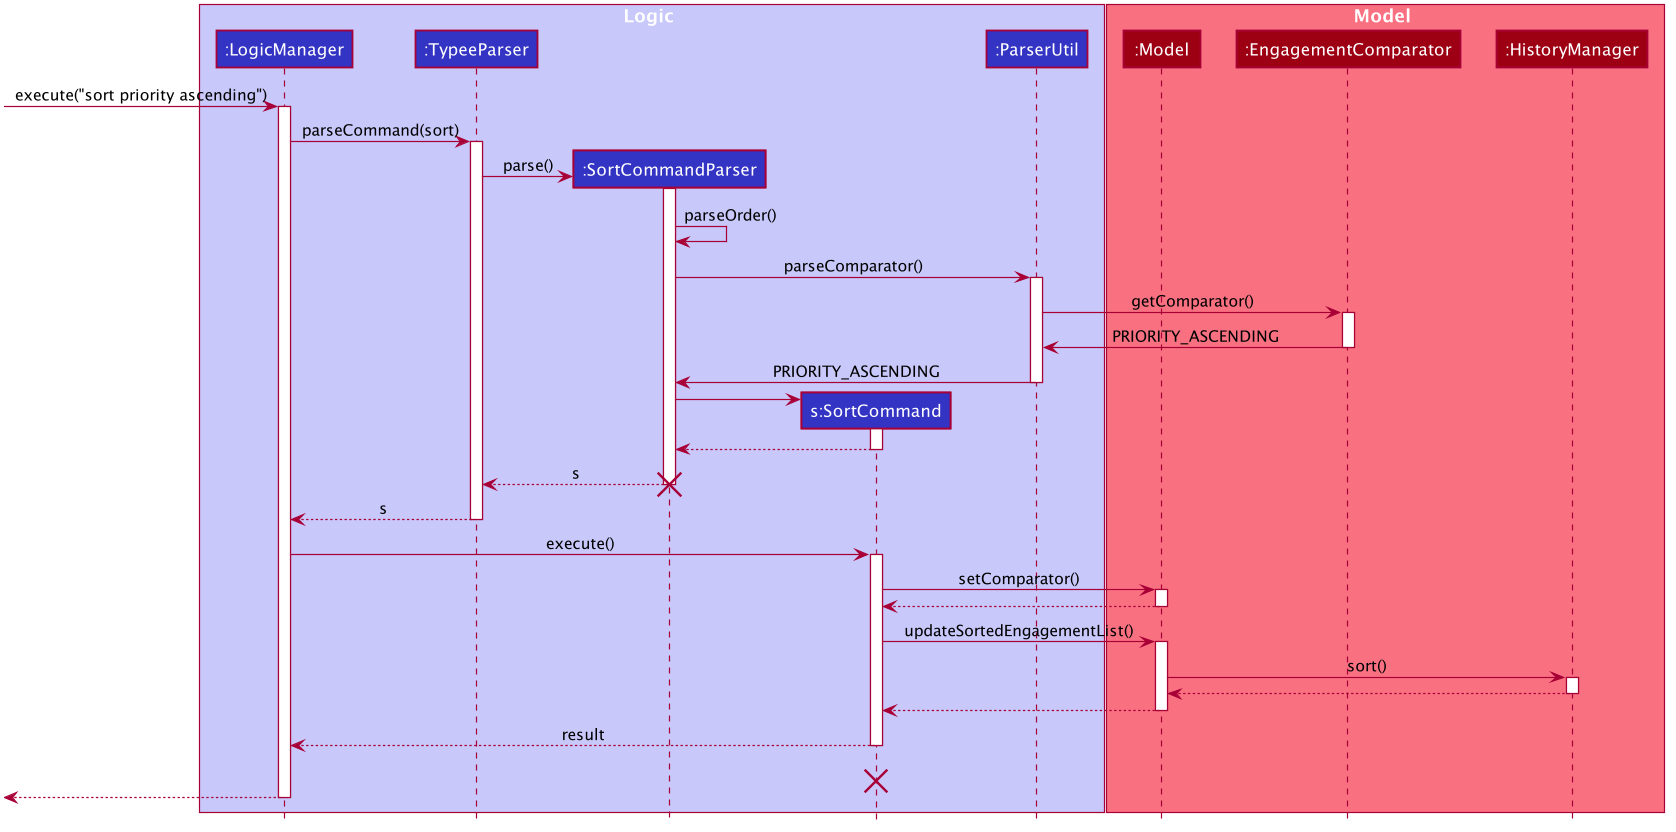 Logic
Model
:LogicManager
:TypeeParser
:ParserUtil
:Model
:EngagementComparator
:HistoryManager
execute("sort priority ascending")
parseCommand(sort)
parse()
:SortCommandParser
parseOrder()
parseComparator()
getComparator()
PRIORITY_ASCENDING
PRIORITY_ASCENDING
s:SortCommand
s
s
execute()
setComparator()
updateSortedEngagementList()
sort()
result